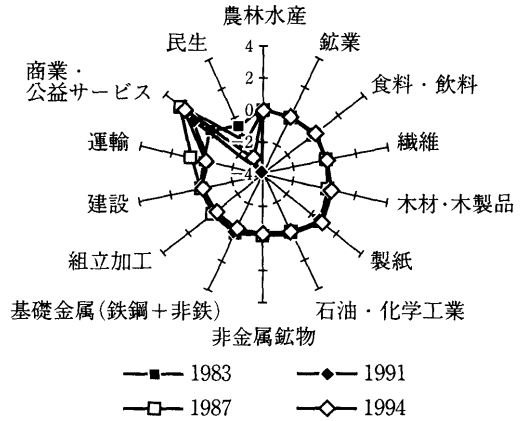 農林水産
鉱業
食料・飲料
繊維
木材・木製品
製紙
石油・化学工業
非金属鉱物
基礎金属(鉄鋼＋非鉄)
組立加工
建設
運輸
商業・
公益サービス
民生
4
2
0
-2
-4
1983
1991
1987
1994